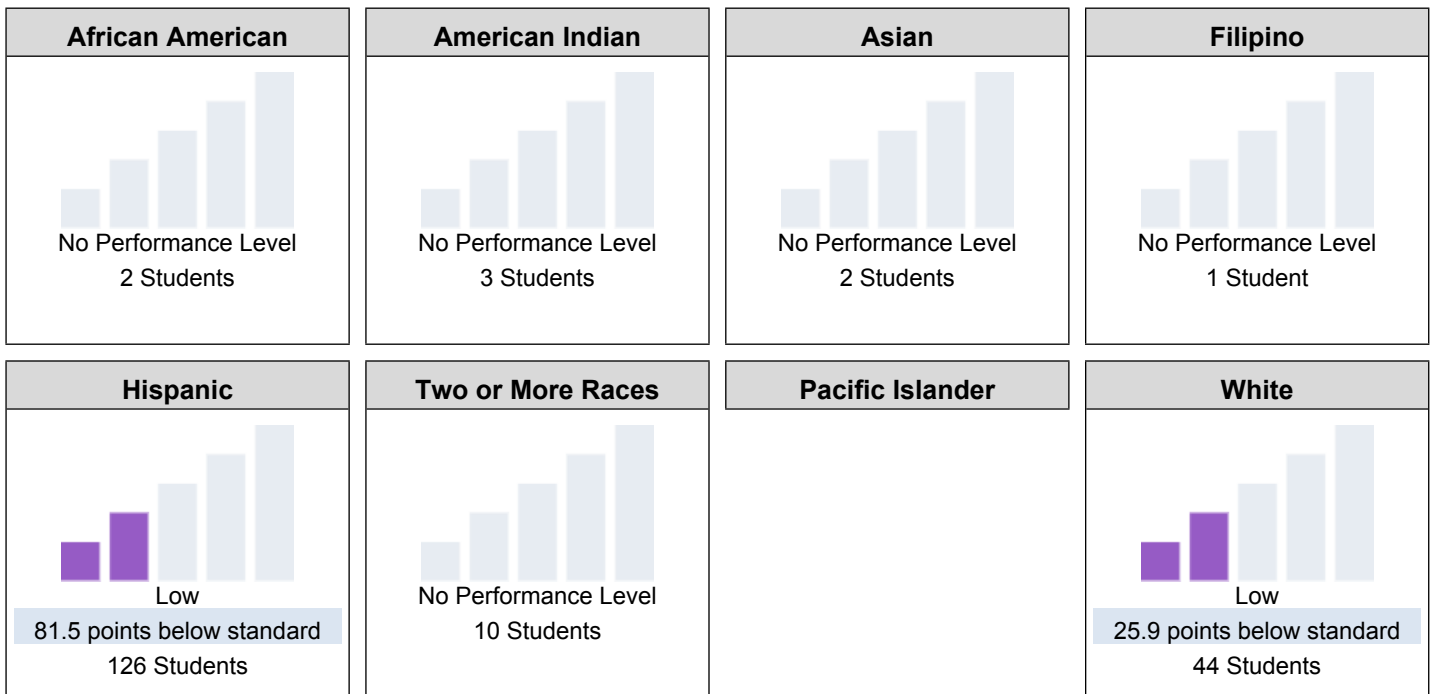 African American
No Performance Level
2 Students
American Indian
No Performance Level
3 Students
Asian
No Performance Level
2 Students
Filipino
No Performance Level
1 Student
Hispanic
Low
81.5 points below standard
126 Students
Two or More Races
No Performance Level
10 Students
Pacific Islander
White
Low
25.9 points below standard
44 Students